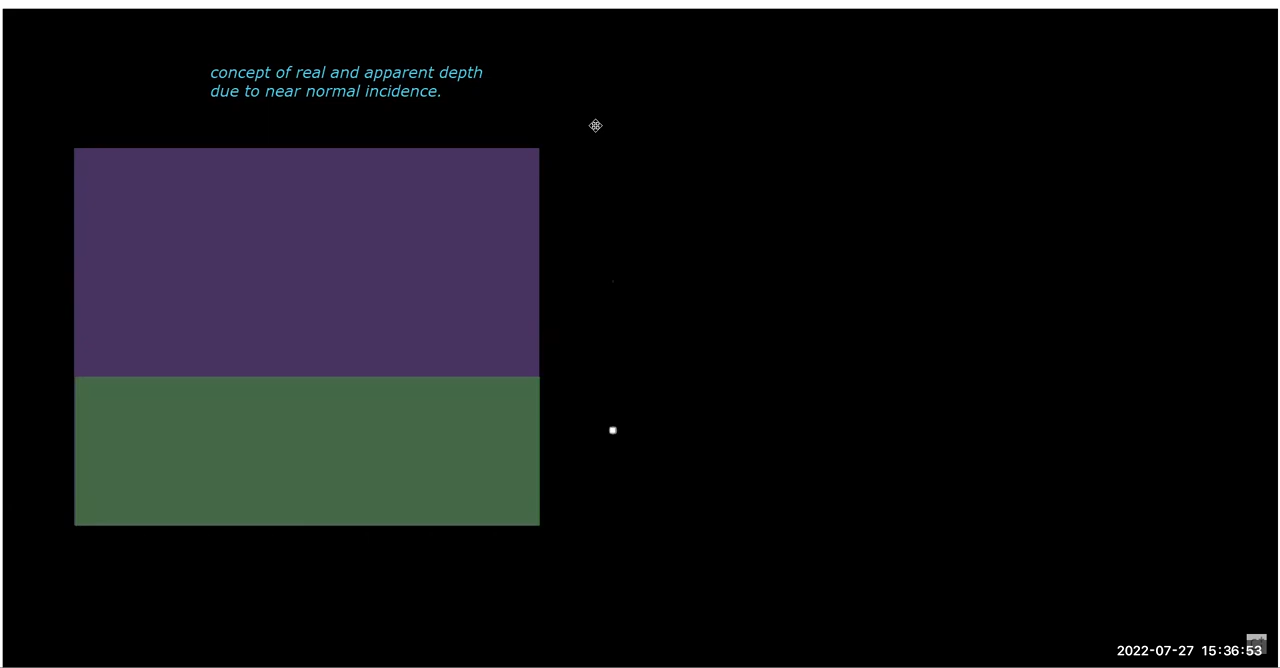 concept of real and apparent depth
due to near normal incidence.
2022-07-27 15:36:53